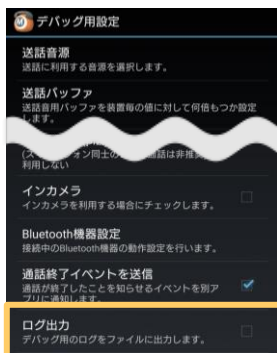 デバッグ用設定
送話音源
送話に利用する音源を選択します。
送話バッファ
送話音用バッファを装置毎の値に対して何倍もつか設定
します。
利用しない
インカメラ
インカメラを利用する場合にチェックします。
Bluetooth機器設定
接続中のBluetooth機器の動作設定を行います。
通話終了イベントを送信
通話が終了したことを知らせるイベントを別ア
プリに通知します。
ログ出力
デバッグ用のログをファイルに出力します。